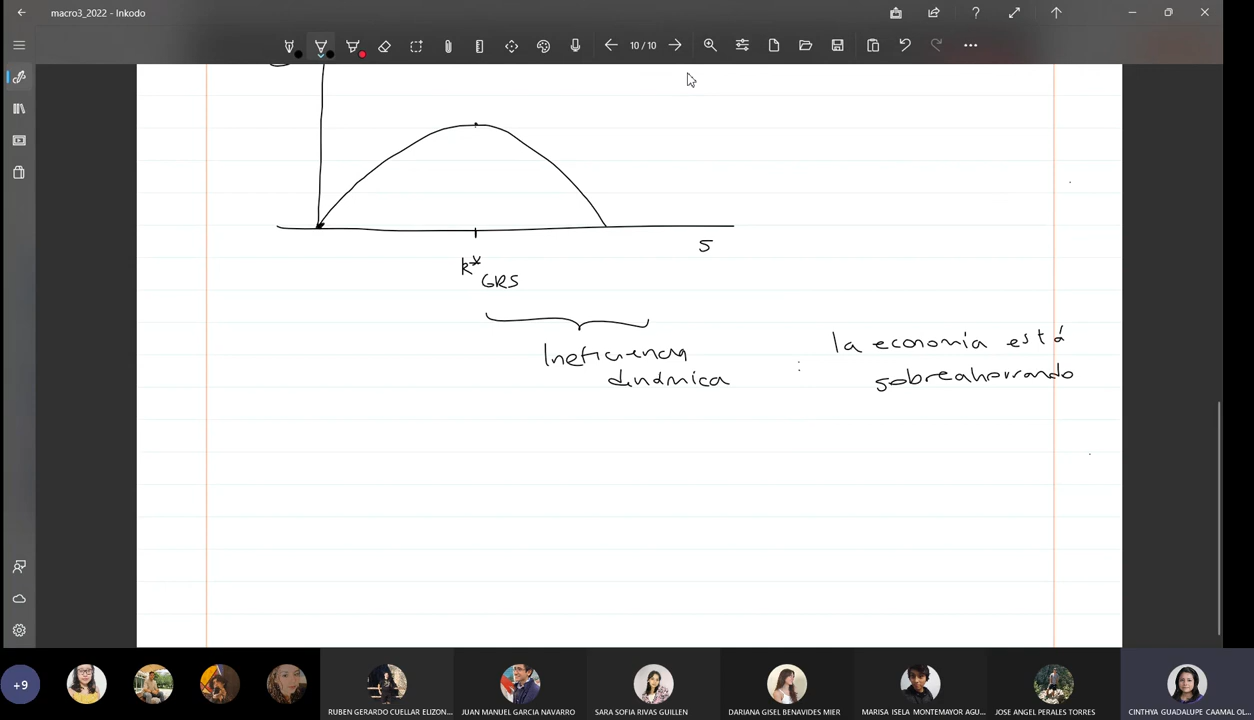 macro3_2022 - Inkodo
10 / 10
S
k*
GRS
Ineficiencia
dinámica
:
la economía está
sobreahorrando
+9
RUBEN GERARDO CUELLAR ELIZON...
JUAN MANUEL GARCIA NAVARRO
SARA SOFIA RIVAS GUILLEN
DARIANA GISEL BENAVIDES MIER
MARISA ISELA MONTEMAYOR AGU...
JOSE ANGEL PERALES TORRES
CINTHYA GUADALUPE CAAMAL OL...